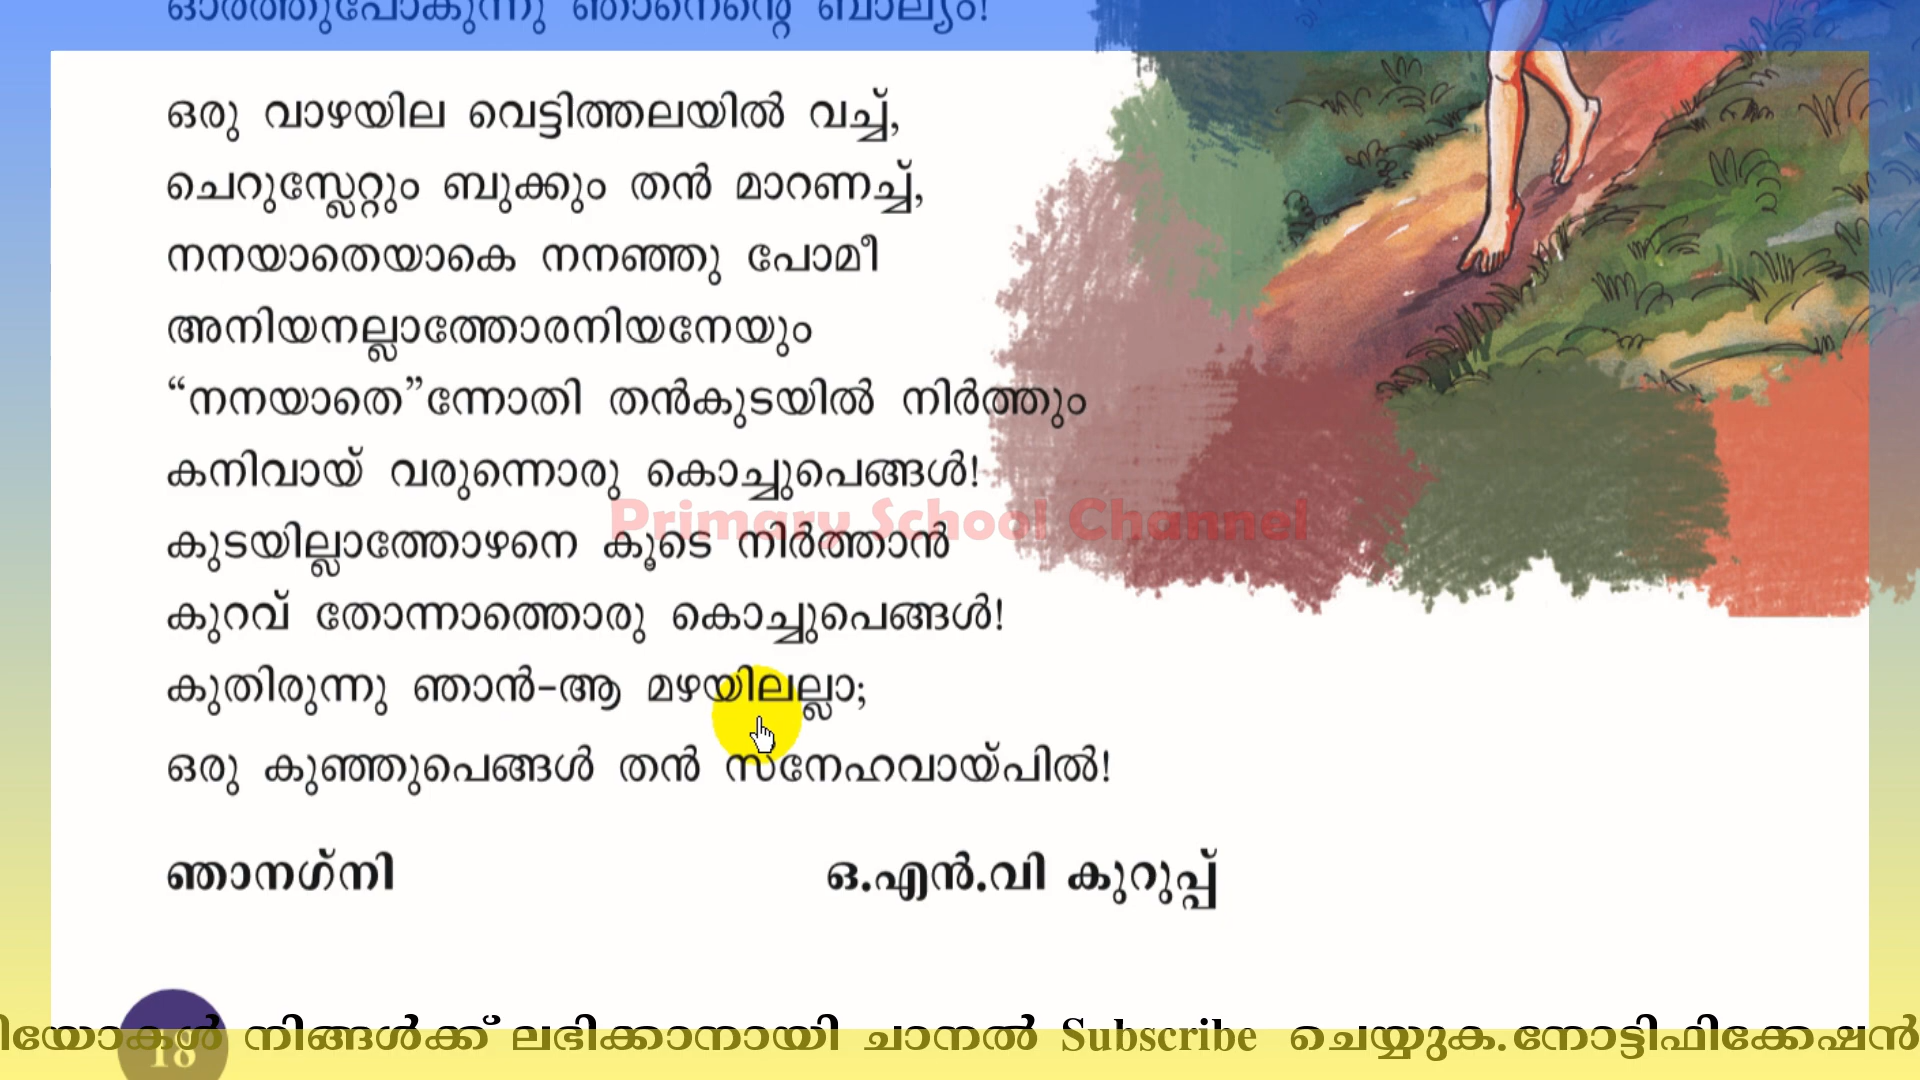 ഓർത്തുപോകുന്നു ഞാനെന്റെ ബാല്യം!
ഒരു വാഴയില വെട്ടിത്തലയിൽ വച്ച്,
ചെറുസ്ലേറ്റും ബുക്കും തൻ മാറണച്ച്,
നനയാതെയാകെ നനഞ്ഞു പോമീ
അനിയനല്ലാത്തോരനിയനേയും
“നനയാതെ”ന്നോതി തൻകുടയിൽ നിർത്തും
കനിവായ് വരുന്നൊരു കൊച്ചുപെങ്ങൾ!
Primary School Channel
കുടയില്ലാത്തോഴനെ കൂടെ നിർത്താൻ
കുറവ് തോന്നാത്തൊരു കൊച്ചുപെങ്ങൾ!
കുതിരുന്നു ഞാൻ-ആ മഴയിലല്ലാ;
ഒരു കുഞ്ഞുപെങ്ങൾ തൻ സ്നേഹവായ്പിൽ!
ഞാനഗ്നി
ഒ.എൻ.വി കുറുപ്പ്
18
നിങ്ങൾക്ക് ലഭിക്കാനായി ചാനൽ Subscribe ചെയ്യുക.നോട്ടിഫിക്കേഷൻ